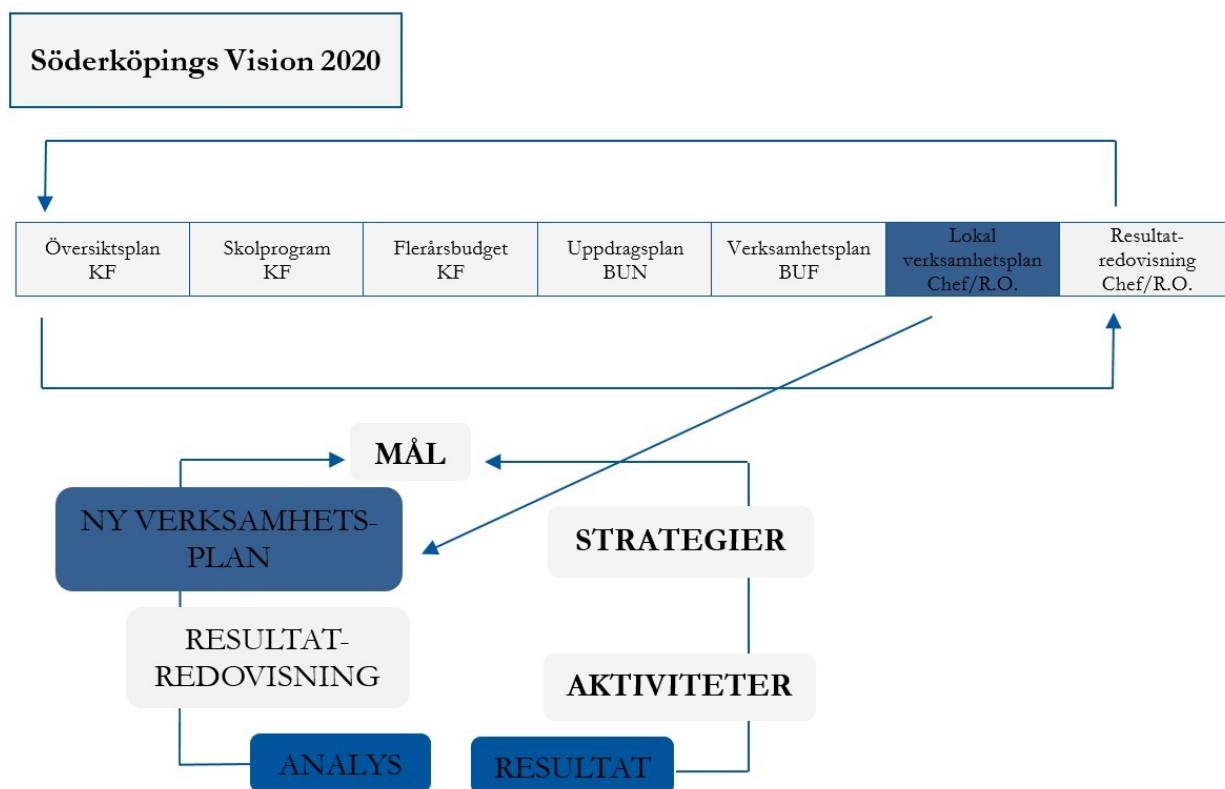 Söderköpings Vision 2020
Översiktsplan
KF
Skolprogram
KF
Flerårsbudget
KF
Uppdragsplan
BUN
Verksamhetsplan
BUF
Lokal
verksamhetsplan
Chef/R.O.
Resultat-
redovisning
Chef/R.O.
MÅL
NY VERKSAMHETS-
PLAN
STRATEGIER
RESULTAT-
REDOVISNING
AKTIVITETER
ANALYS
RESULTAT